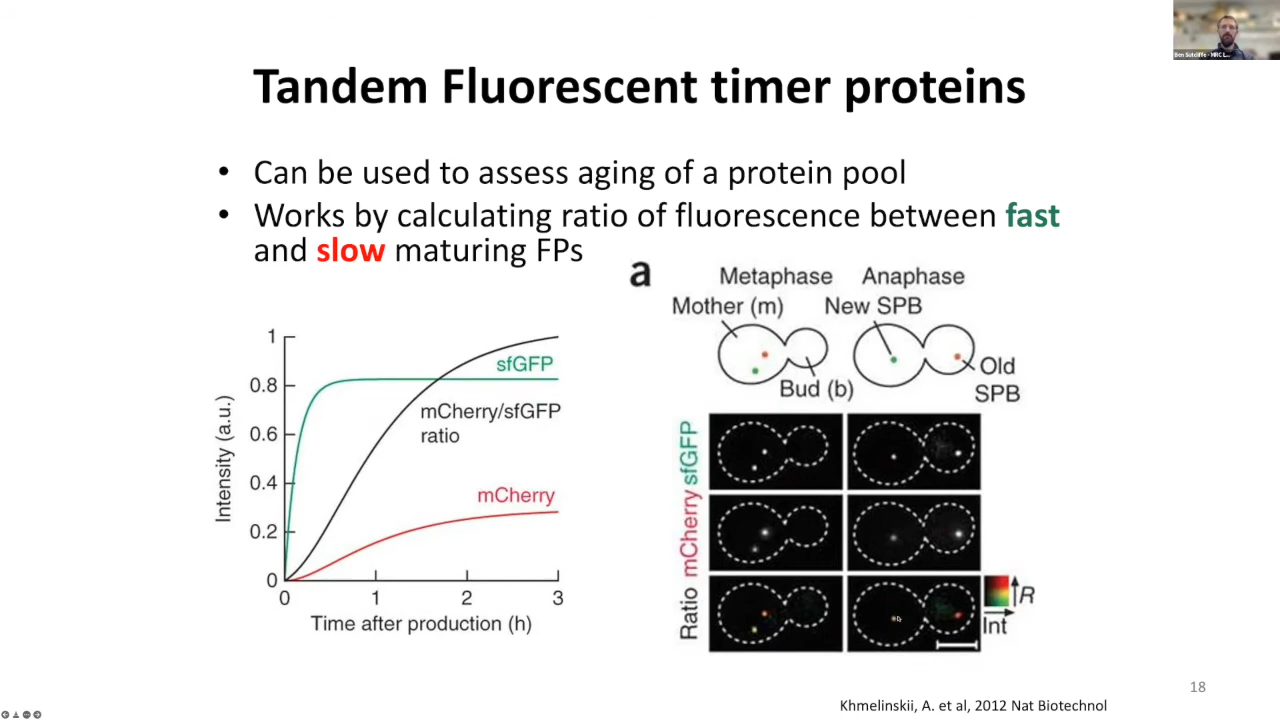 Ben Sutcliffe - MRC L...
Tandem Fluorescent timer proteins
• Can be used to assess aging of a protein pool
• Works by calculating ratio of fluorescence between fast
and slow maturing FPs
a
Metaphase
Anaphase
Mother (m)
New SPB
Bud (b)
Old
SPB
Intensity (a.u.)
1
0.8
0.6
0.4
0.2
0
sfGFP
mCherry/sfGFP
ratio
mCherry
0 1 2 3
Time after production (h)
sfGFP
mCherry
Ratio
R
Int
18
Khmelinskii, A. et al, 2012 Nat Biotechnol